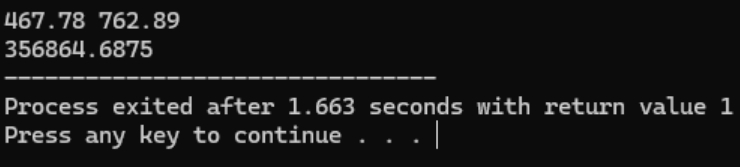 467.78 762.89
356864.6875
--------------------------------
Process exited after 1.663 seconds with return value 1
Press any key to continue . . .